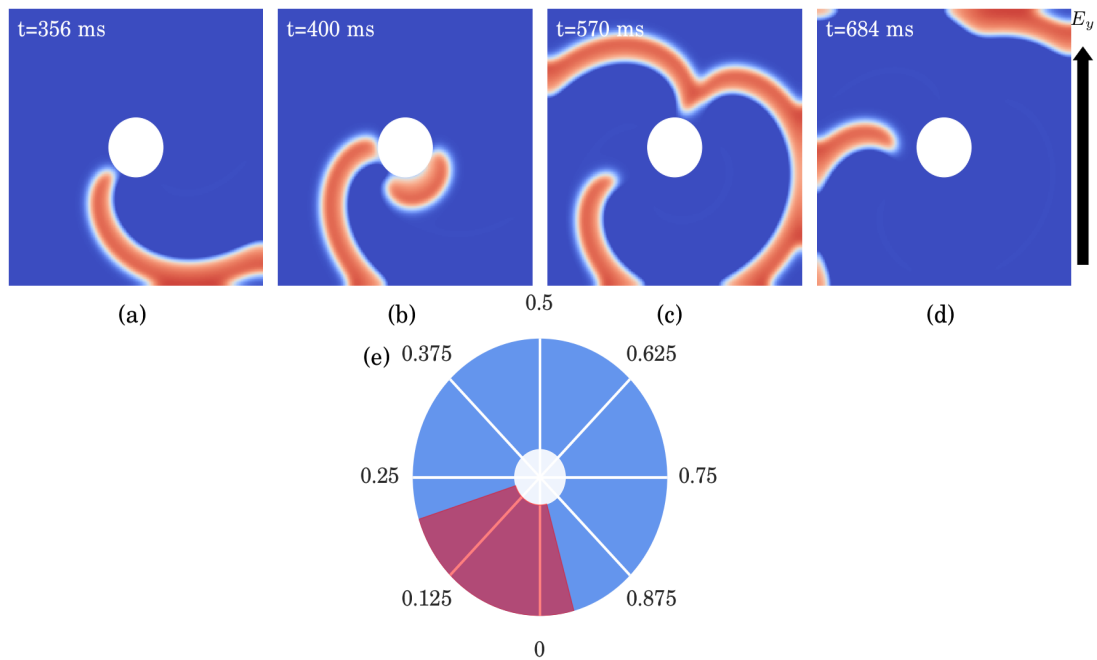 t=356 ms
t=400 ms
t=570 ms
t=684 ms
E_y
(a)
(b)
(c)
(d)
0.5
(e)
0.375
0.625
0.25
0.75
0.125
0.875
0